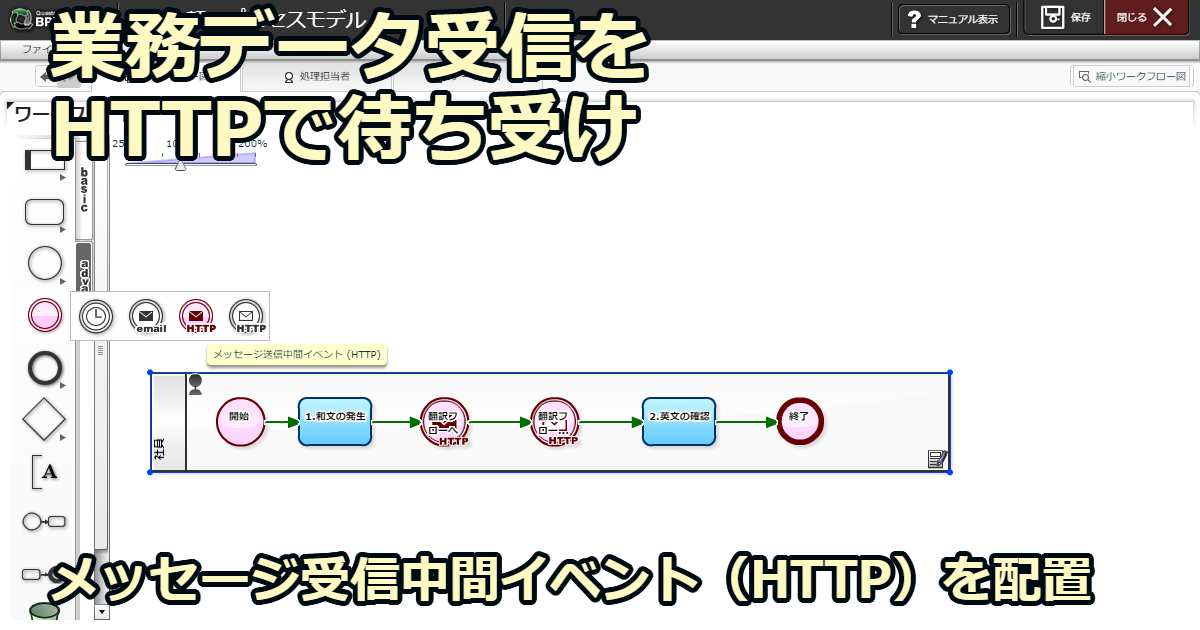 業務データ受信を
HTTPで待ち受け
セスモデル
? マニュアル表示
保存
閉じる
ファイ
処理担当者
縮小ワークフロー図
ワーク
200%
basic
adva
email
HTTP
HTTP
メッセージ送信中間イベント (HTTP)
社員
開始
1.和文の発生
翻訳フローへ
HTTP
翻訳フロー…
HTTP
2.英文の確認
終了
A
メッセージ受信中間イベント（HTTP）を配置